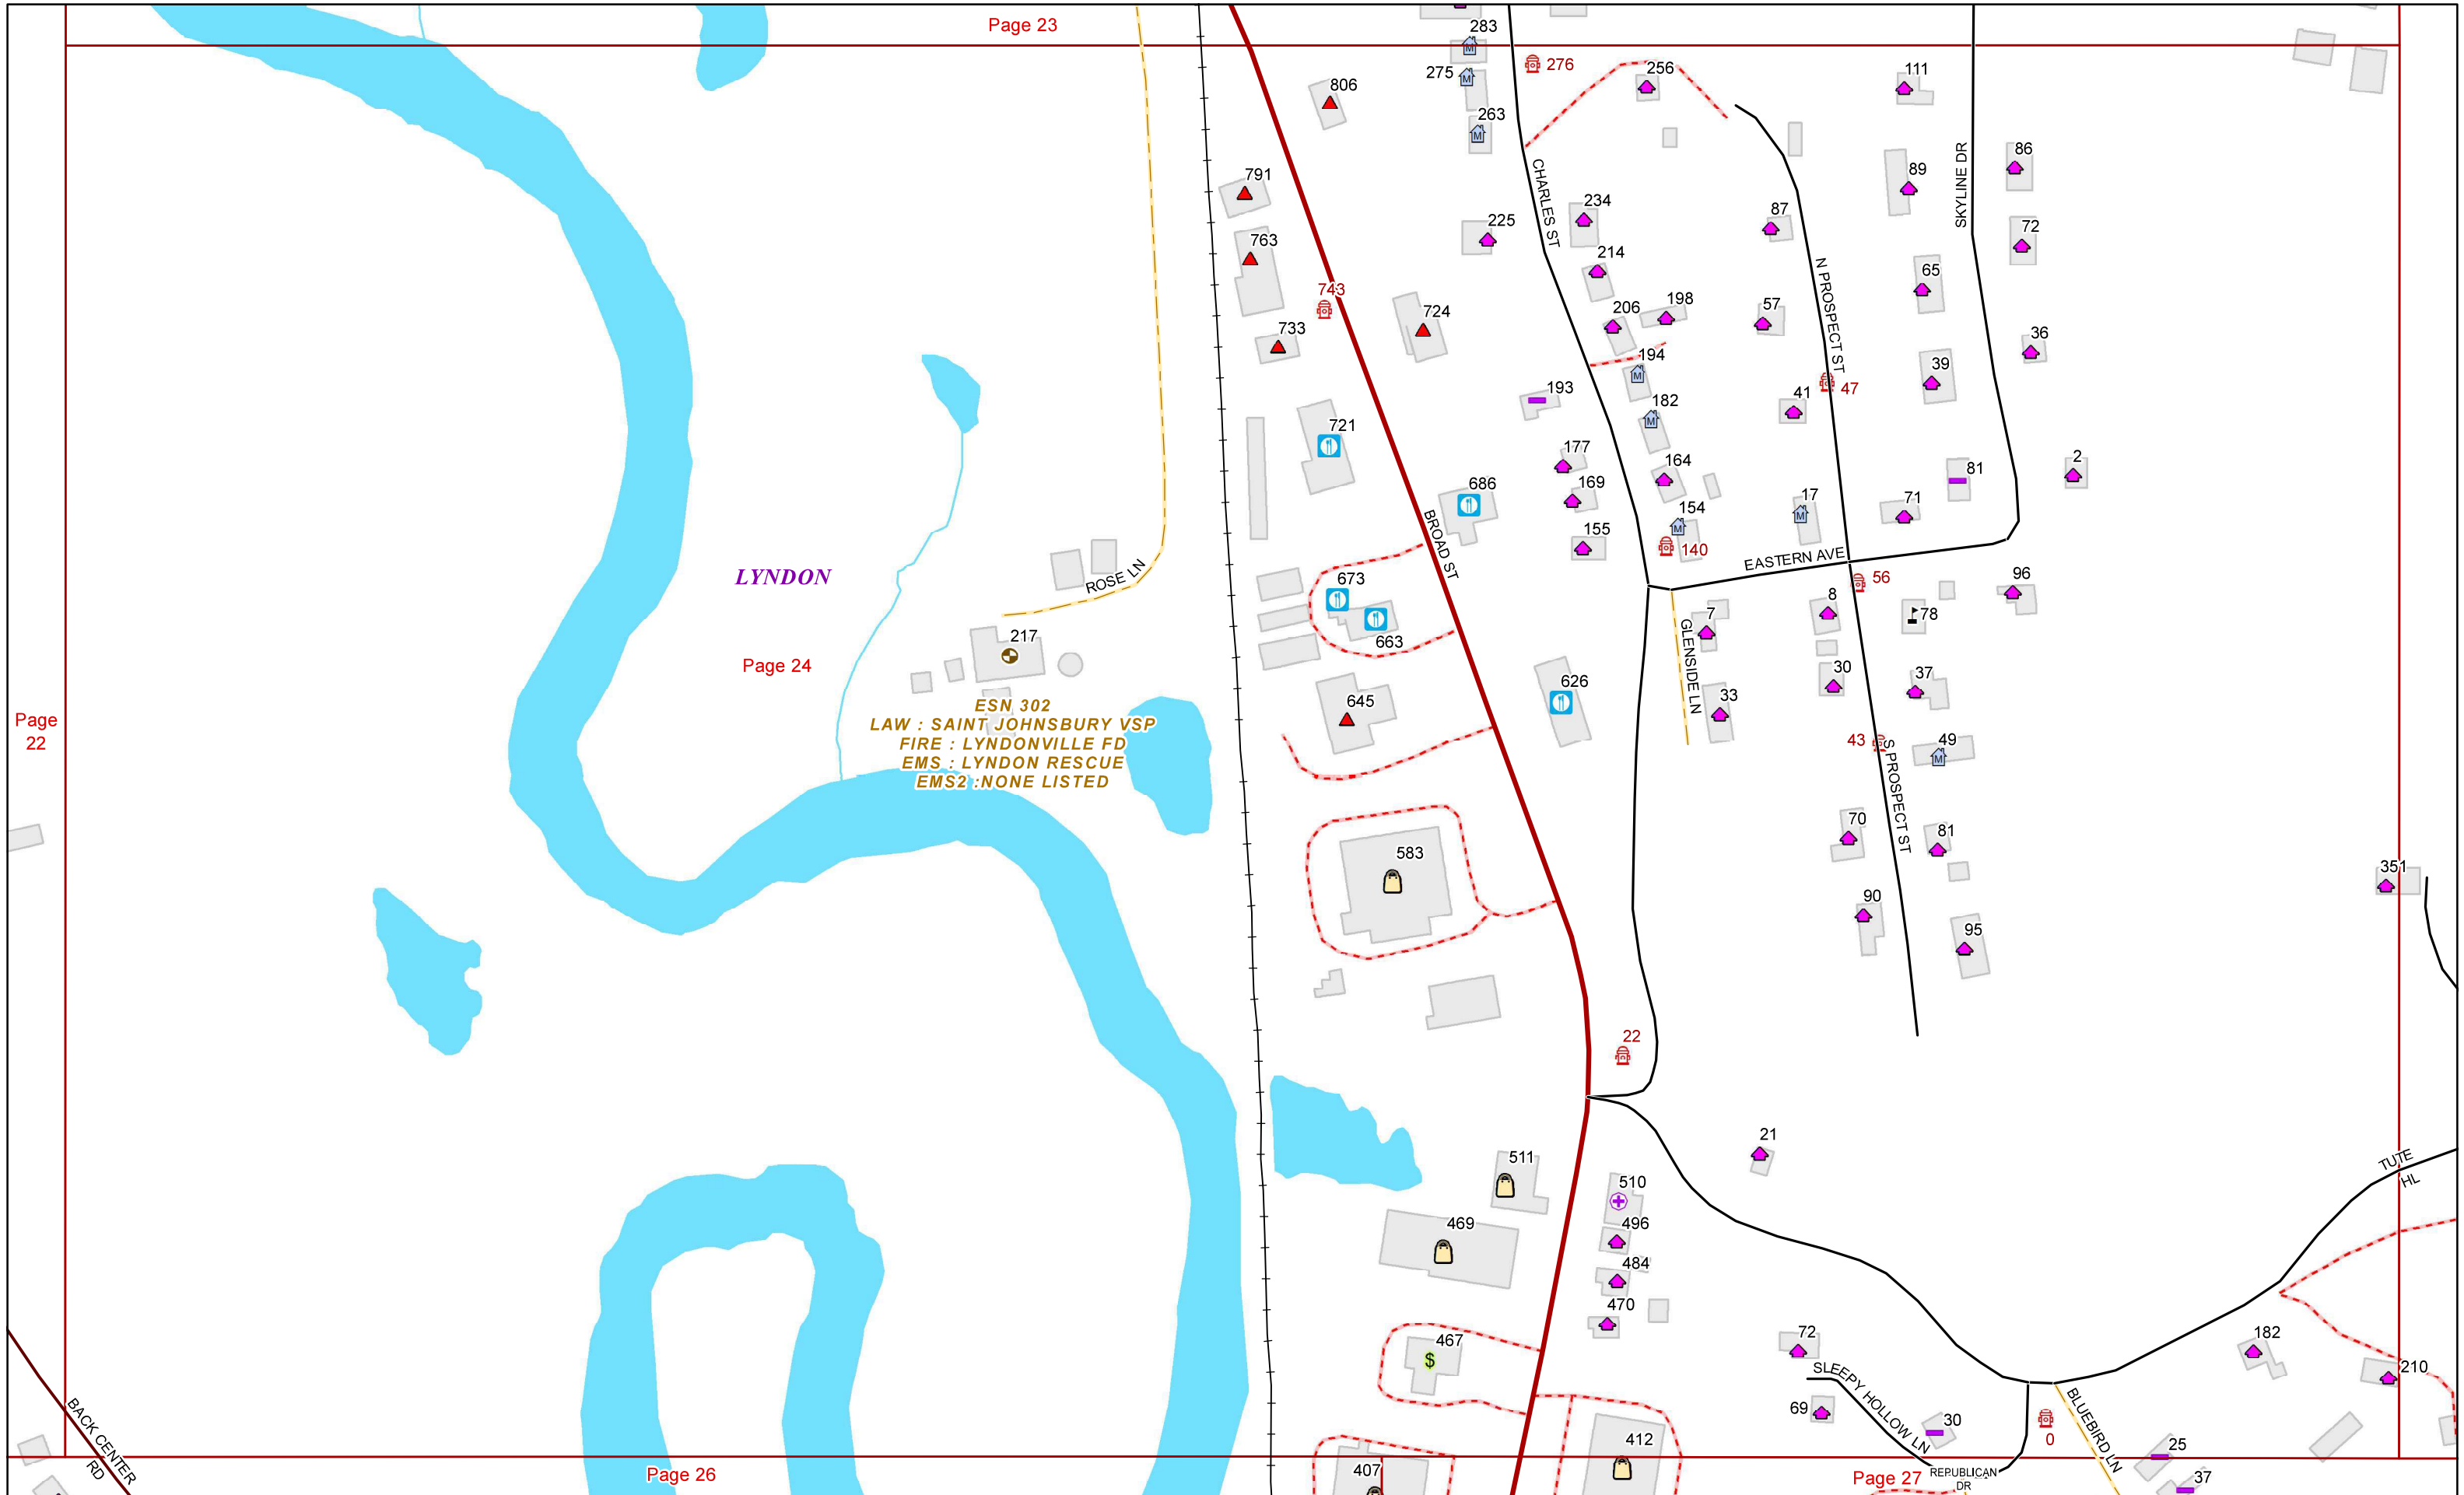 Page 23
283
276
275
256
111
806
263
CHARLES ST
SKYLINE DR
86
89
791
234
87
225
72
763
214
N PROSPECT ST
65
743
206
198
57
724
733
36
194
39
47
193
41
182
721
177
164
2
81
686
169
17
71
154
BROAD ST
155
140
EASTERN AVE
ROSE LN
LYNDON
673
56
96
8
7
78
217
663
GLENSIDE LN
Page 24
30
37
626
33
645
ESN 302
LAW : SAINT JOHNSBURY VSP
FIRE : LYNDONVILLE FD
EMS : LYNDON RESCUE
EMS2 :NONE LISTED
Page
22
43
49
S PROSPECT ST
70
81
583
351
90
95
22
21
511
TUTE
HL
510
469
496
484
470
467
72
182
SLEEPY HOLLOW LN
210
69
30
BLUEBIRD LN
BACK CENTER
RD
412
0
25
407
Page 26
Page 27
REPUBLICAN
DR
37
M
M
M
M
M
M
M
M
$